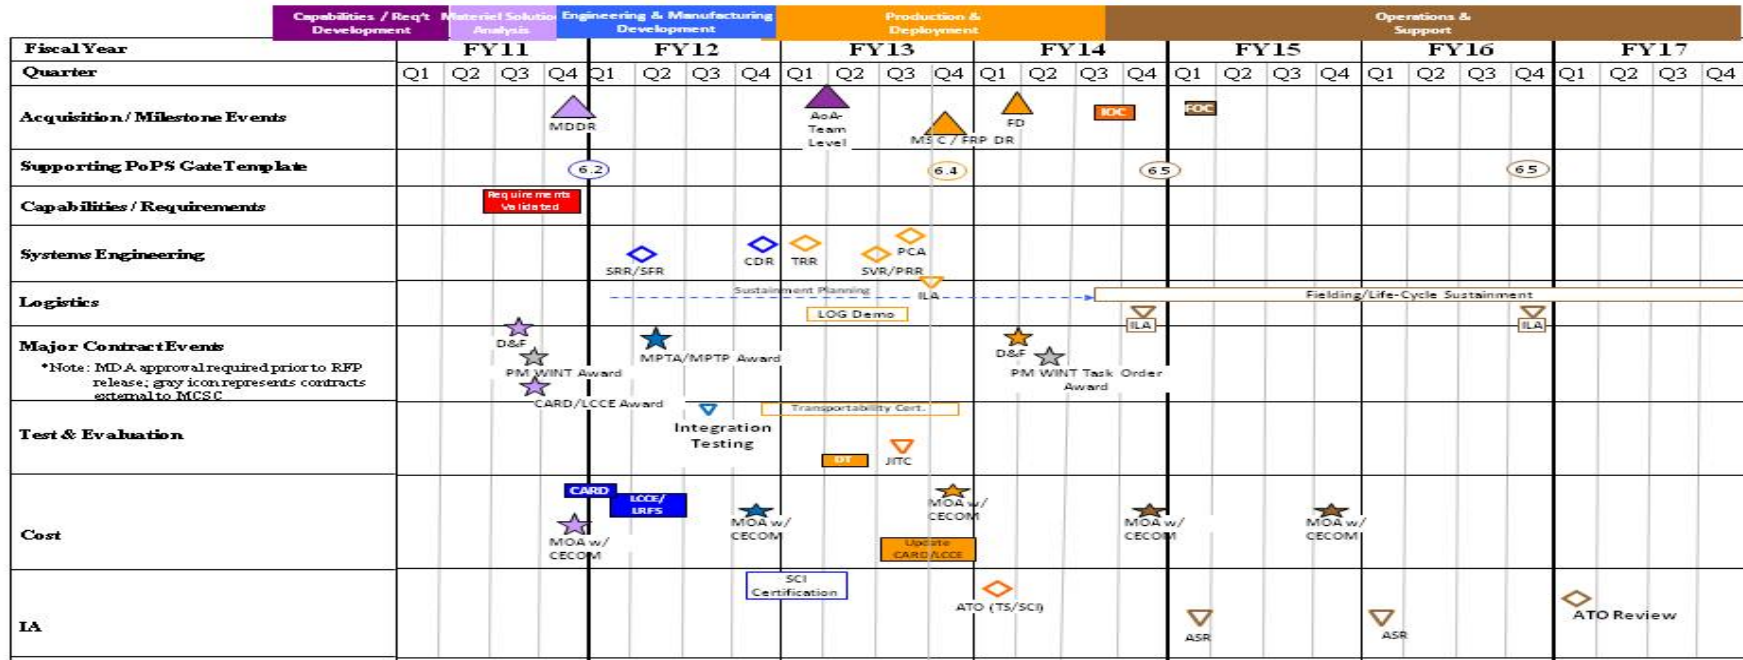 Capabilities / Req't Materiel Solutio Engineering & Manufacturing Production & Operations &
Development Analysis Development Deployment Support
Fiscal Year FY11 FY12 FY13 FY14 FY15 FY16 FY17
Quarter Q1 Q2 Q3 Q4 Q1 Q2 Q3 Q4 Q1 Q2 Q3 Q4 Q1 Q2 Q3 Q4 Q1 Q2 Q3 Q4 Q1 Q2 Q3 Q4 Q1 Q2 Q3 Q4
Acquisition / Milestone Events
MDDR
AoA-
Team
Level
MS C / FRP DR
FD
IOC
FOC
Supporting PoPS Gate Template
6.2 6.4 6.5 6.5
Capabilities / Requirements
Requirements
Validated
Systems Engineering
SRR/SFR
CDR
TRR
SVR/PRR
PCA
Logistics
Sustainment Planning
ILA
Fielding/Life-Cycle Sustainment
LOG Demo
ILA
ILA
Major Contract Events
*Note: MDA approval required prior to RFP
release; gray icon represents contracts
external to MCSC
D&F
PM WINT Award
CARD/LCCE Award
MPTA/MPTP Award
D&F
PM WINT Task Order
Award
Test & Evaluation
Integration
Testing
Transportability Cert.
DT
JITC
Cost
CARD
LCCE/
LRFS
MOA w/
CECOM
MOA w/
CECOM
MOA w/
CECOM
Update
CARD/LCCE
MOA w/
CECOM
MOA w/
CECOM
IA
SCI
Certification
ATO (TS/SCI)
ASR
ASR
ATO Review